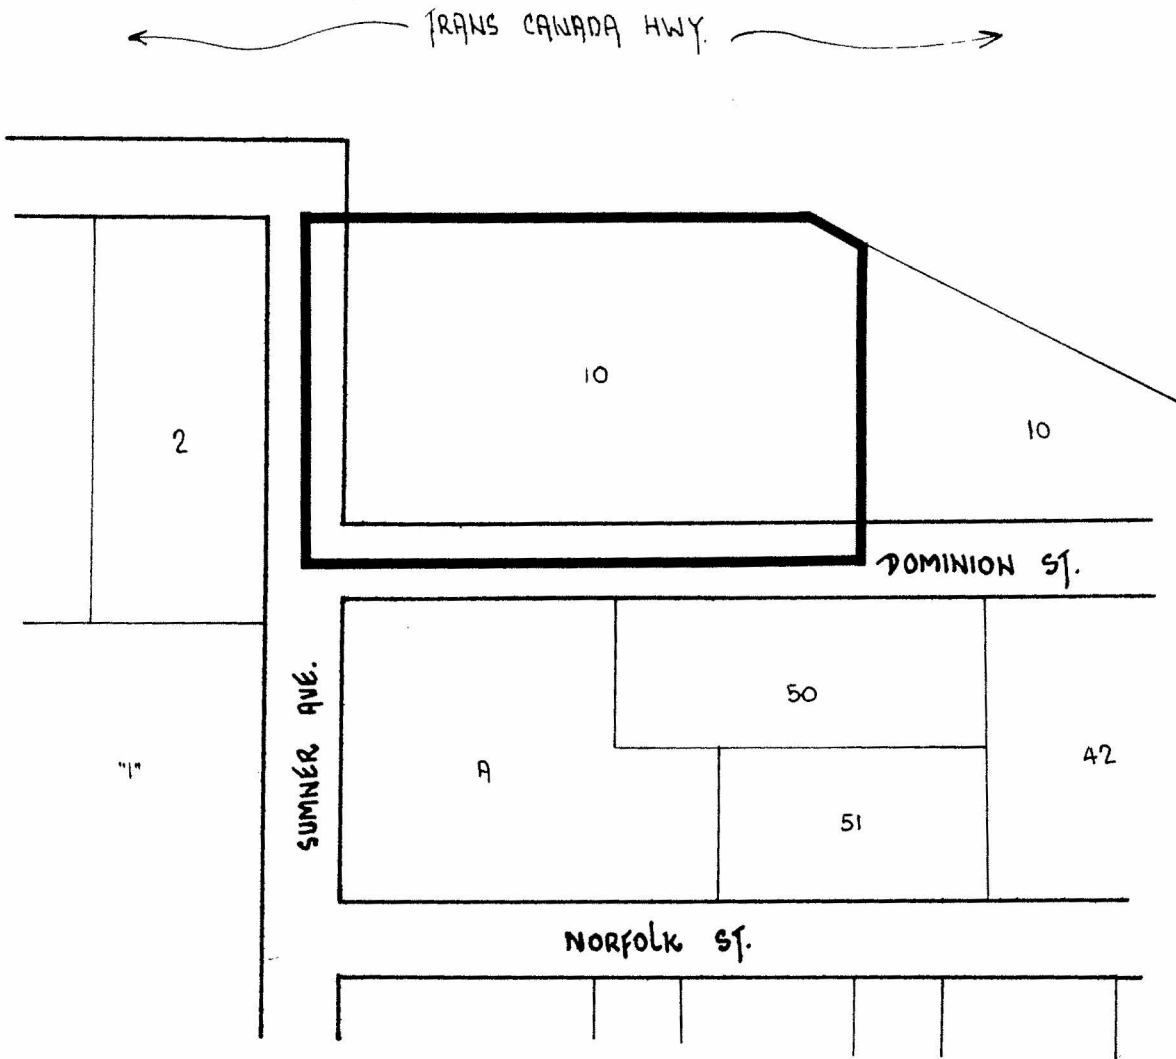 TRANS CANADA HWY.
10
2
10
DOMINION ST.
SUMNER AVE.
50
"1"
A
42
51
NORFOLK ST.